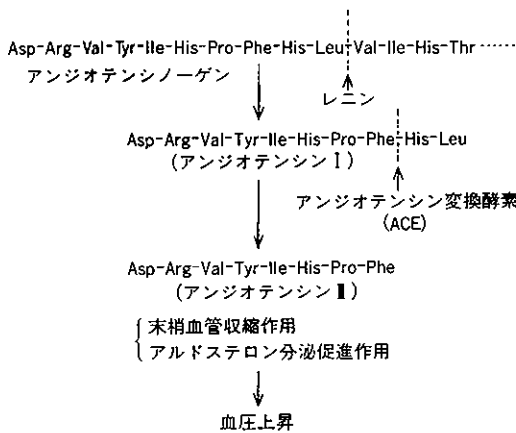 Asp-Arg-Val-Tyr-Ile-His-Pro-Phe-His-Leu-Val-Ile-His-Thr……
アンジオテンシノーゲン
レニン
Asp-Arg-Val-Tyr-Ile-His-Pro-Phe-His-Leu
(アンジオテンシンⅠ)
アンジオテンシン変換酵素
(ACE)
Asp-Arg-Val-Tyr-Ile-His-Pro-Phe
(アンジオテンシンⅡ)
末梢血管収縮作用
アルドステロン分泌促進作用
血圧上昇